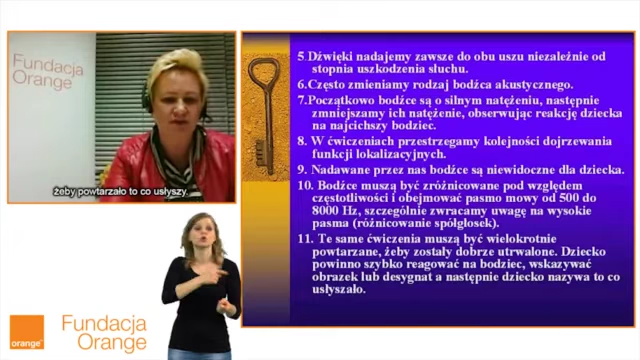 Fundacja
Orange
żeby powtarzało to co usłyszy.
5.Dźwięki nadajemy zawsze do obu uszu niezależnie od
stopnia uszkodzenia słuchu.
6.Często zmieniamy rodzaj bodźca akustycznego.
7.Początkowo bodźce są o silnym natężeniu, następnie
zmniejszamy ich natężenie, obserwując reakcję dziecka
na najcichszy bodziec.
8. W ćwiczeniach przestrzegamy kolejności dojrzewania
funkcji lokalizacyjnych.
9. Nadawane przez nas bodźce są niewidoczne dla dziecka.
10. Bodźce muszą być zróżnicowane pod względem
częstotliwości i obejmować pasmo mowy od 500 do
8000 Hz, szczególnie zwracamy uwagę na wysokie
pasma (różnicowanie spółgłosek).
11. Te same ćwiczenia muszą być wielokrotnie
powtarzane, żeby zostały dobrze utrwalone. Dziecko
powinno szybko reagować na bodziec, wskazywać
obrazek lub desygnat a następnie dziecko nazywa to co
usłyszało.
orange™
Fundacja
Orange